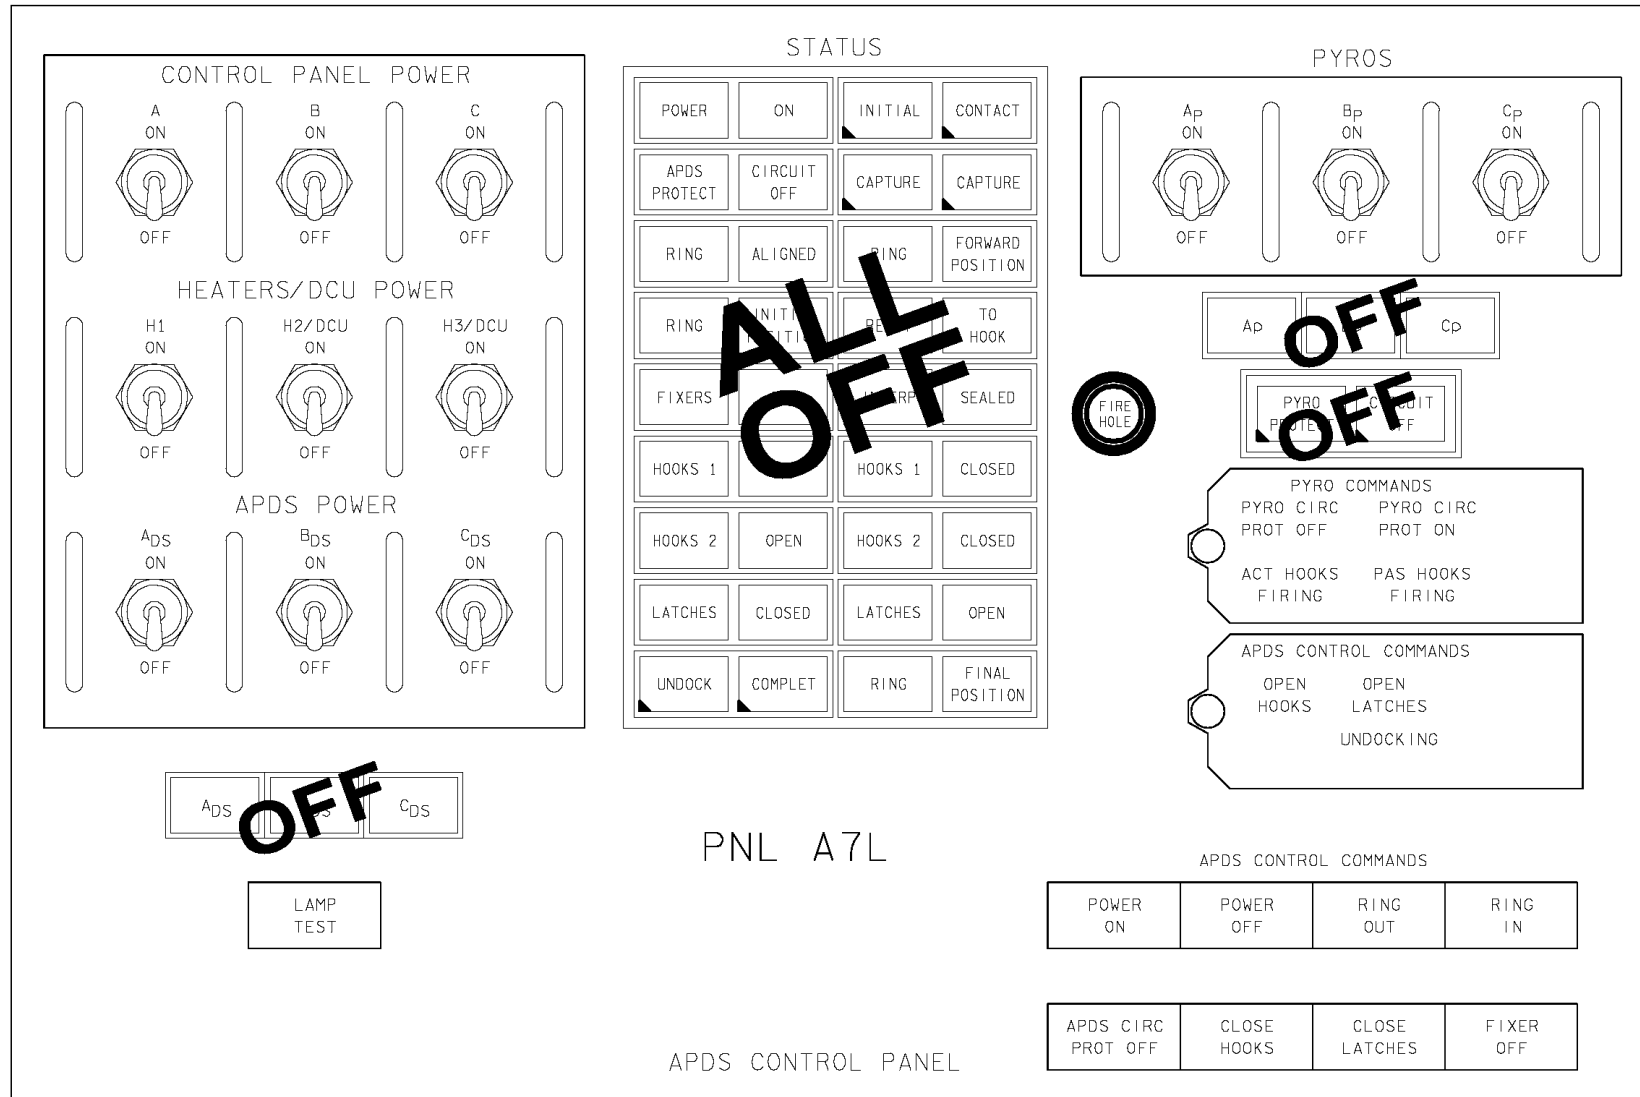 STATUS
PYROS
CONTROL PANEL POWER
A B C
ON ON ON
OFF OFF OFF
HEATERS/DCU POWER
H1 H2/DCU H3/DCU
ON ON ON
OFF OFF OFF
APDS POWER
ADS BDS CDS
ON ON ON
OFF OFF OFF
ADS CDS
OFF
LAMP
TEST
POWER ON INITIAL CONTACT
APDS
PROTECT
CIRCUIT
OFF
CAPTURE CAPTURE
RING ALIGNED RING
FORWARD
POSITION
RING
TO
HOOK
FIXERS SEALED
HOOKS 1 HOOKS 1 CLOSED
HOOKS 2 OPEN HOOKS 2 CLOSED
LATCHES CLOSED LATCHES OPEN
UNDOCK COMPLET RING
FINAL
POSITION
ALL
OFF
AP BP CP
ON ON ON
OFF OFF OFF
AP CP
OFF
FIRE
HOLE
PYRO
OFF
PYRO COMMANDS
PYRO CIRC PYRO CIRC
PROT OFF PROT ON
ACT HOOKS PAS HOOKS
FIRING FIRING
APDS CONTROL COMMANDS
OPEN OPEN
HOOKS LATCHES
UNDOCKING
PNL A7L
APDS CONTROL COMMANDS
POWER
ON
POWER
OFF
RING
OUT
RING
IN
APDS CIRC
PROT OFF
CLOSE
HOOKS
CLOSE
LATCHES
FIXER
OFF
APDS CONTROL PANEL